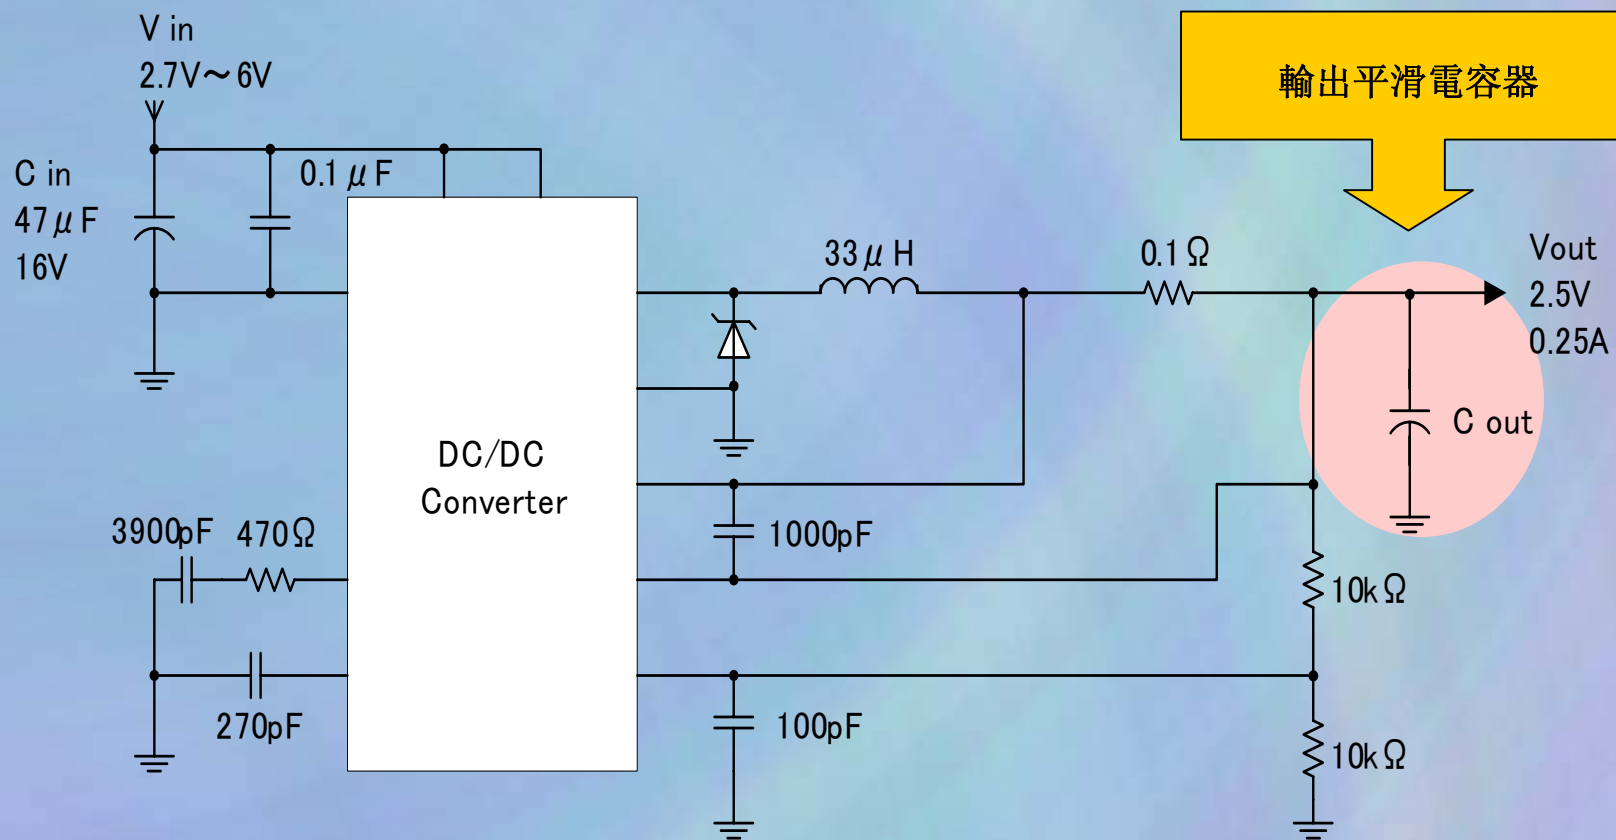 V in
2.7V～6V
輸出平滑電容器
C in
47μF
16V
0.1μF
33μH
0.1Ω
Vout
2.5V
0.25A
C out
DC/DC
Converter
3900pF
470Ω
1000pF
10kΩ
270pF
100pF
10kΩ